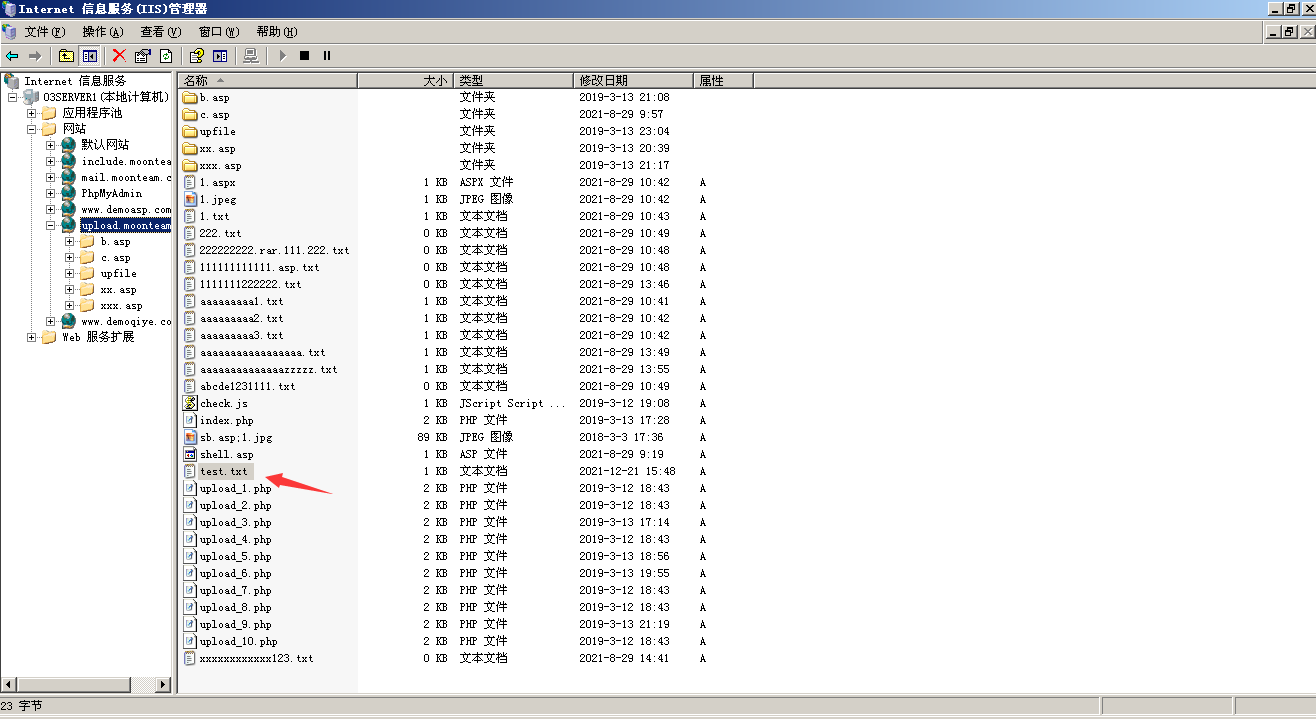 Internet 信息服务(IIS)管理器
文件(F) 操作(A) 查看(V) 窗口(W) 帮助(H)
Internet 信息服务
O3SERVER1(本地计算机)
应用程序池
网站
默认网站
include.moontea
mail.moonteam.c
PhpMyAdmin
www.demoasp.com
upload.moonteam
b.asp
c.asp
upfile
xx.asp
xxx.asp
www.demoqiye.co
Web 服务扩展
名称 大小 类型 修改日期 属性
b.asp 文件夹 2019-3-13 21:08
c.asp 文件夹 2021-8-29 9:57
upfile 文件夹 2019-3-13 23:04
xx.asp 文件夹 2019-3-13 20:39
xxx.asp 文件夹 2019-3-13 21:17
1.aspx 1 KB ASPX 文件 2021-8-29 10:42 A
1.jpeg 1 KB JPEG 图像 2021-8-29 10:42 A
1.txt 1 KB 文本文档 2021-8-29 10:43 A
222.txt 0 KB 文本文档 2021-8-29 10:49 A
222222222.rar.111.222.txt 0 KB 文本文档 2021-8-29 10:48 A
111111111111.asp.txt 0 KB 文本文档 2021-8-29 10:48 A
1111111222222.txt 0 KB 文本文档 2021-8-29 13:46 A
aaaaaaaaa1.txt 1 KB 文本文档 2021-8-29 10:41 A
aaaaaaaaa2.txt 1 KB 文本文档 2021-8-29 10:42 A
aaaaaaaaa3.txt 1 KB 文本文档 2021-8-29 10:42 A
aaaaaaaaaaaaaaaaa.txt 1 KB 文本文档 2021-8-29 13:49 A
aaaaaaaaaaaaaazzzzz.txt 1 KB 文本文档 2021-8-29 13:55 A
abcde1231111.txt 0 KB 文本文档 2021-8-29 10:49 A
check.js 1 KB JScript Script ... 2019-3-12 19:08 A
index.php 2 KB PHP 文件 2019-3-13 17:28 A
sb.asp;1.jpg 89 KB JPEG 图像 2018-3-3 17:36 A
shell.asp 1 KB ASP 文件 2021-8-29 9:19 A
test.txt 1 KB 文本文档 2021-12-21 15:48 A
upload_1.php 2 KB PHP 文件 2019-3-12 18:43 A
upload_2.php 2 KB PHP 文件 2019-3-12 18:43 A
upload_3.php 2 KB PHP 文件 2019-3-13 17:14 A
upload_4.php 2 KB PHP 文件 2019-3-12 18:43 A
upload_5.php 2 KB PHP 文件 2019-3-13 18:56 A
upload_6.php 2 KB PHP 文件 2019-3-13 19:55 A
upload_7.php 2 KB PHP 文件 2019-3-12 18:43 A
upload_8.php 2 KB PHP 文件 2019-3-12 18:43 A
upload_9.php 2 KB PHP 文件 2019-3-13 21:19 A
upload_10.php 2 KB PHP 文件 2019-3-12 18:43 A
xxxxxxxxxxxx123.txt 0 KB 文本文档 2021-8-29 14:41 A
23 字节